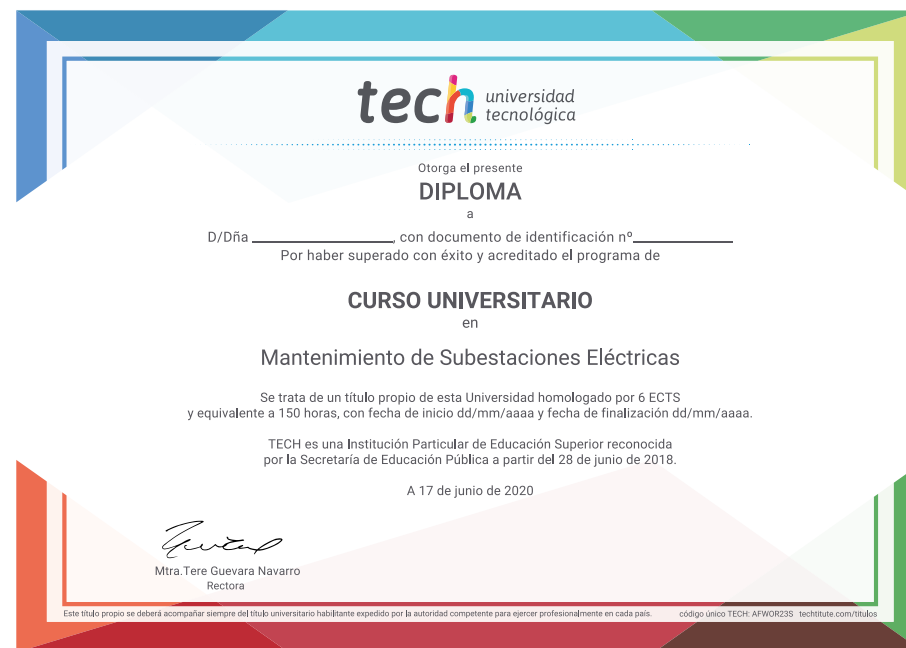 tech universidad
tecnológica
Otorga el presente
DIPLOMA
a
D/Dña ____________________, con documento de identificación nº______________
Por haber superado con éxito y acreditado el programa de
CURSO UNIVERSITARIO
en
Mantenimiento de Subestaciones Eléctricas
Se trata de un título propio de esta Universidad homologado por 6 ECTS
y equivalente a 150 horas, con fecha de inicio dd/mm/aaaa y fecha de finalización dd/mm/aaaa.
TECH es una Institución Particular de Educación Superior reconocida
por la Secretaría de Educación Pública a partir del 28 de junio de 2018.
A 17 de junio de 2020
Mtra.Tere Guevara Navarro
Rectora
Este título propio se deberá acompañar siempre del título universitario habilitante expedido por la autoridad competente para ejercer profesionalmente en cada país. código único TECH: AFWOR23S techtitute.com/titulos